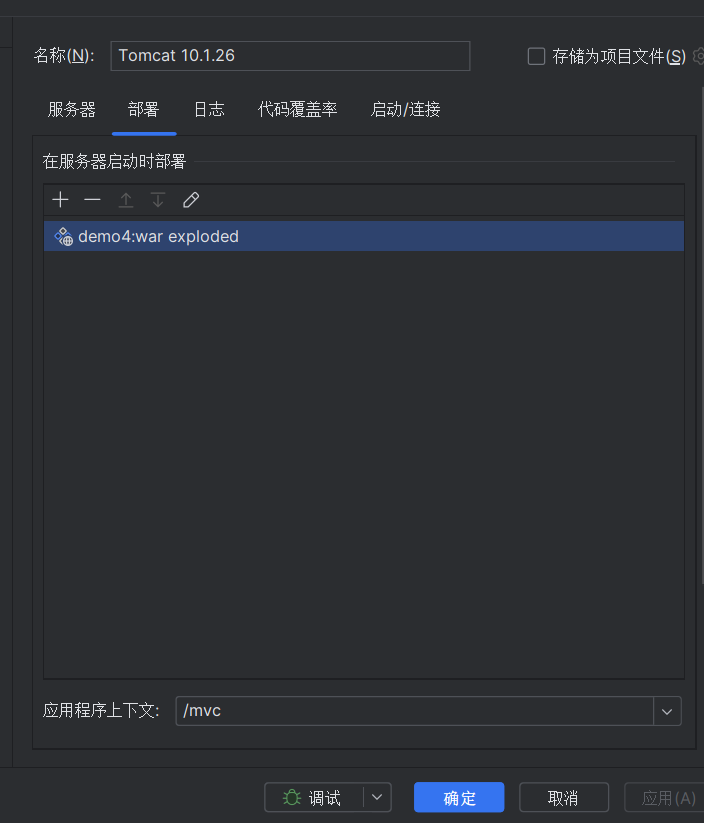 名称(N): Tomcat 10.1.26 存储为项目文件(S)
服务器 部署 日志 代码覆盖率 启动/连接
在服务器启动时部署
demo4:war exploded
应用程序上下文: /mvc
调试 确定 取消 应用(A)